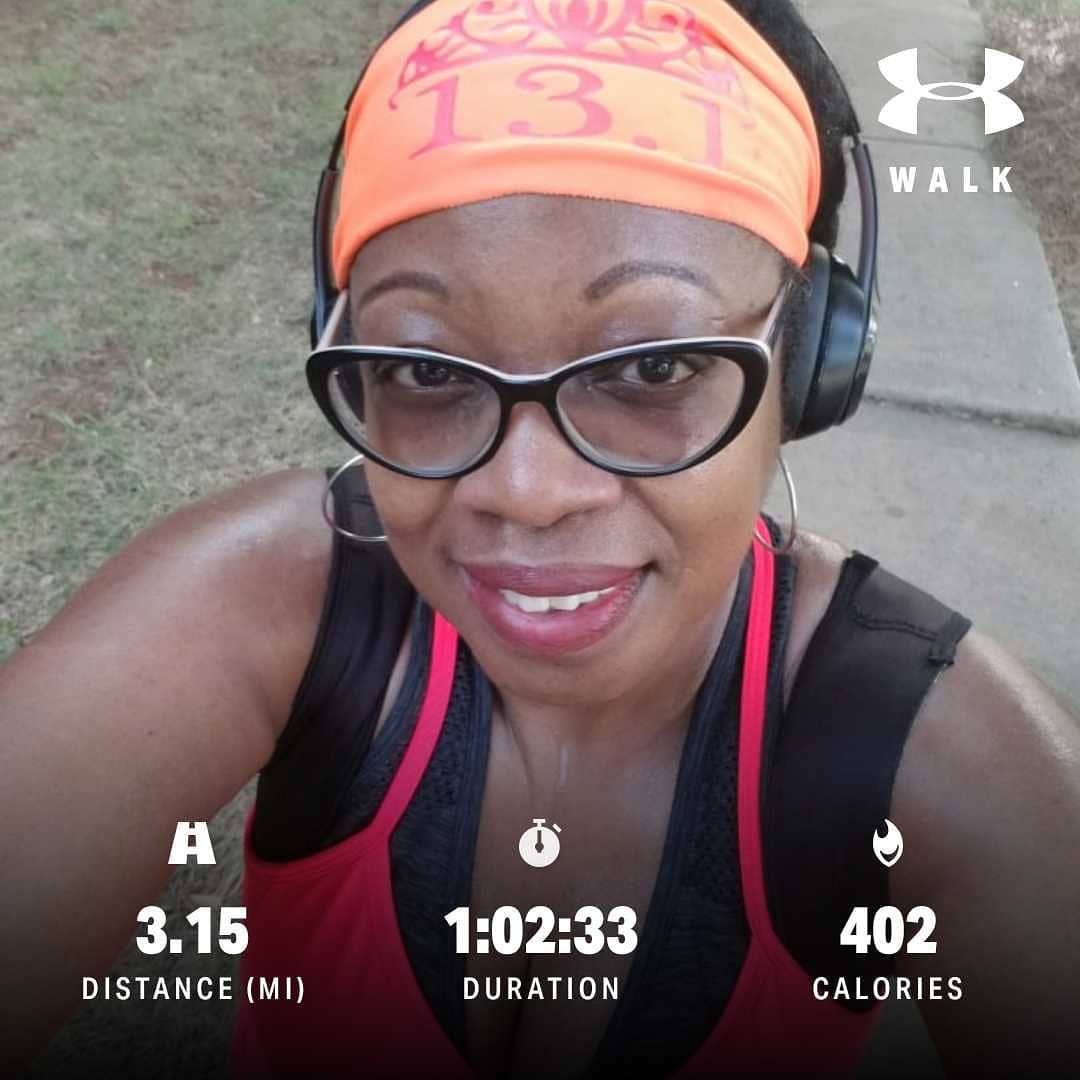 13.1
WALK
3.15
1:02:33
402
DISTANCE (MI)
DURATION
CALORIES